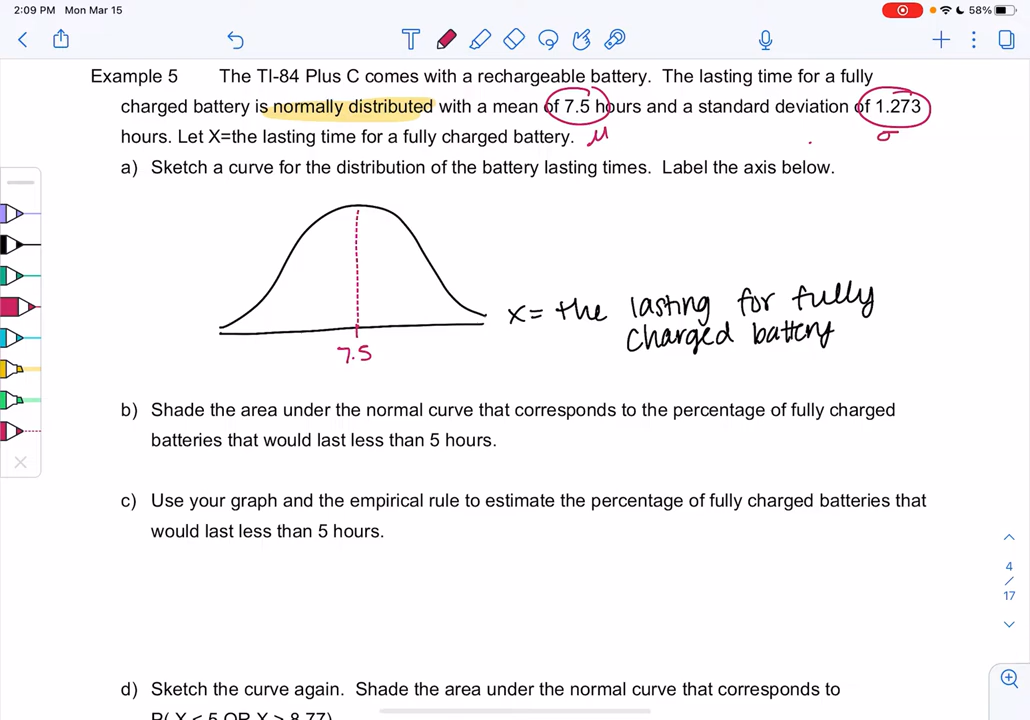 2:09 PM Mon Mar 15
58%
T
Example 5 The TI-84 Plus C comes with a rechargeable battery. The lasting time for a fully
charged battery is normally distributed with a mean of 7.5 hours and a standard deviation of 1.273
hours. Let X=the lasting time for a fully charged battery. μ σ
a) Sketch a curve for the distribution of the battery lasting times. Label the axis below.
x= the lasting for fully
charged battery
7.5
b) Shade the area under the normal curve that corresponds to the percentage of fully charged
batteries that would last less than 5 hours.
c) Use your graph and the empirical rule to estimate the percentage of fully charged batteries that
would last less than 5 hours.
4
/
17
d) Sketch the curve again. Shade the area under the normal curve that corresponds to
P( X < 5 OR X > 8.77)